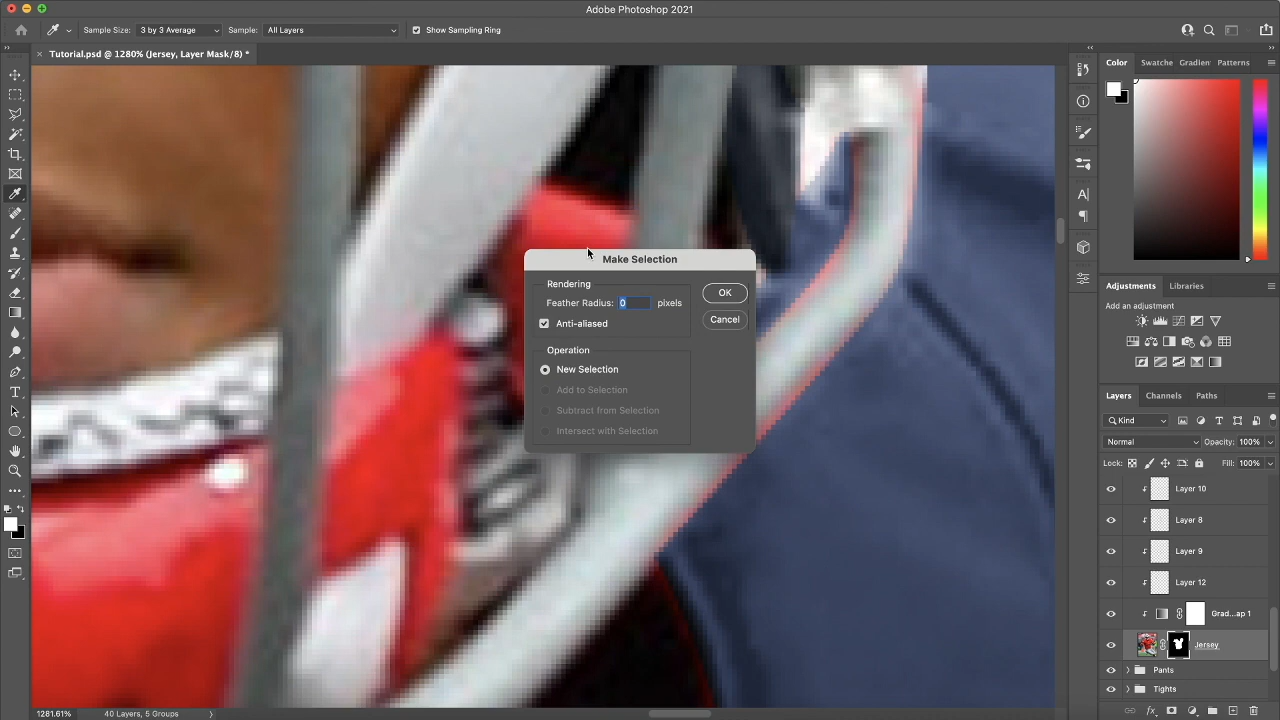 Adobe Photoshop 2021
Sample Size: 3 by 3 Average Sample: All Layers Show Sampling Ring
Tutorial.psd @ 1280% (Jersey, Layer Mask/8) *
Color Swatche Gradien Patterns
Make Selection
Rendering
Feather Radius: 0 pixels
OK
Anti-aliased
Cancel
Operation
New Selection
Add to Selection
Subtract from Selection
Intersect with Selection
Adjustments Libraries
Add an adjustment
Layers Channels Paths
Kind
Normal Opacity: 100%
Lock: Fill: 100%
Layer 10
Layer 8
Layer 9
Layer 12
Grad...ap 1
Jersey
Pants
Tights
1281.61% 40 Layers, 5 Groups